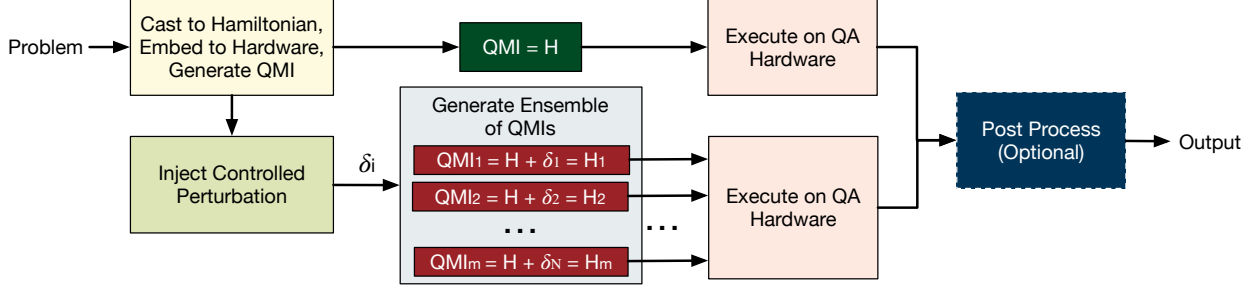 Problem
Cast to Hamiltonian,
Embed to Hardware,
Generate QMI
QMI = H
Execute on QA
Hardware
Inject Controlled
Perturbation
δi
Generate Ensemble
of QMIs
QMI1 = H + δ1 = H1
QMI2 = H + δ2 = H2
...
QMIm = H + δN = Hm
...
Execute on QA
Hardware
Post Process
(Optional)
Output